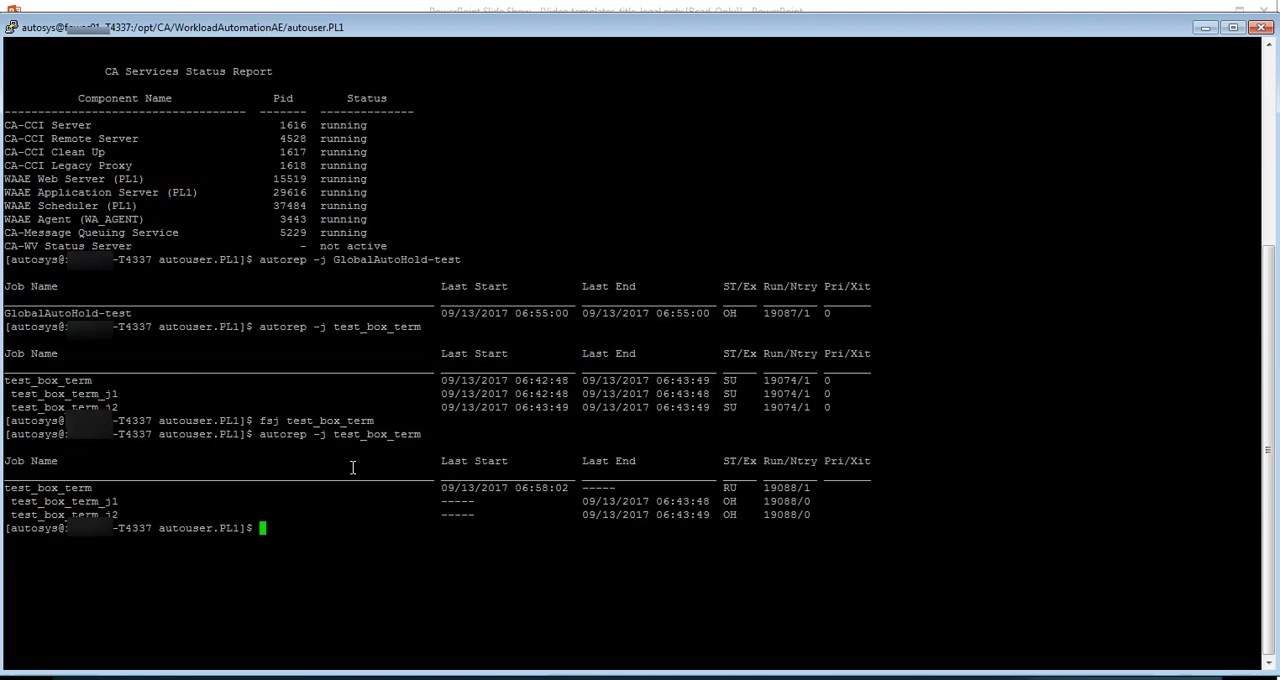 PowerPoint Slide Show - [Video templates-title_legal.pptx [Read-Only]] - PowerPoint
autosys@f T4337:/opt/CA/WorkloadAutomationAE/autouser.PL1
CA Services Status Report
Component Name Pid Status
----------------------------------- ------- --------------
CA-CCI Server 1616 running
CA-CCI Remote Server 4528 running
CA-CCI Clean Up 1617 running
CA-CCI Legacy Proxy 1618 running
WAAE Web Server (PL1) 15519 running
WAAE Application Server (PL1) 29616 running
WAAE Scheduler (PL1) 37484 running
WAAE Agent (WA_AGENT) 3443 running
CA-Message Queuing Service 5229 running
CA-WV Status Server - not active
[autosys@ -T4337 autouser.PL1]$ autorep -j GlobalAutoHold-test
Job Name Last Start Last End ST/Ex Run/Ntry Pri/Xit
GlobalAutoHold-test 09/13/2017 06:55:00 09/13/2017 06:55:00 OH 19087/1 0
[autosys@ -T4337 autouser.PL1]$ autorep -j test_box_term
Job Name Last Start Last End ST/Ex Run/Ntry Pri/Xit
test_box_term 09/13/2017 06:42:48 09/13/2017 06:43:49 SU 19074/1 0
test_box_term_j1 09/13/2017 06:42:48 09/13/2017 06:43:48 SU 19074/1 0
test_box_term_j2 09/13/2017 06:43:49 09/13/2017 06:43:49 SU 19074/1 0
[autosys@ -T4337 autouser.PL1]$ fsj test_box_term
[autosys@ -T4337 autouser.PL1]$ autorep -j test_box_term
Job Name Last Start Last End ST/Ex Run/Ntry Pri/Xit
test_box_term 09/13/2017 06:58:02 ----- RU 19088/1
test_box_term_j1 ----- 09/13/2017 06:43:48 OH 19088/0
test_box_term_j2 ----- 09/13/2017 06:43:49 OH 19088/0
[autosys@ -T4337 autouser.PL1]$